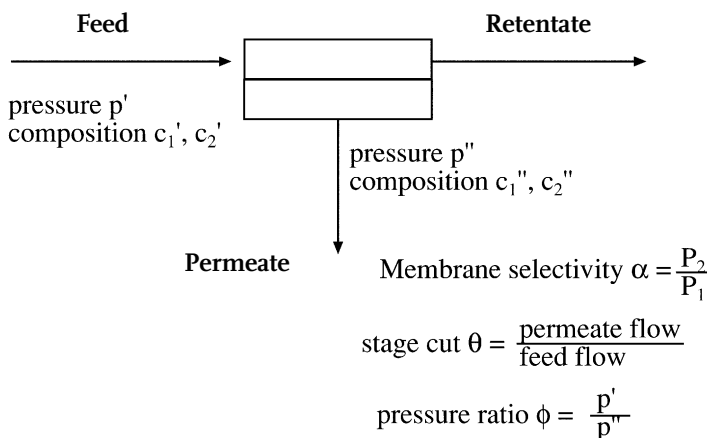 Feed
Retentate
pressure p'
composition c₁', c₂'
pressure p"
composition c₁", c₂"
Permeate
Membrane selectivity α = P₂/P₁
stage cut θ = permeate flow/feed flow
pressure ratio ϕ = p'/p"